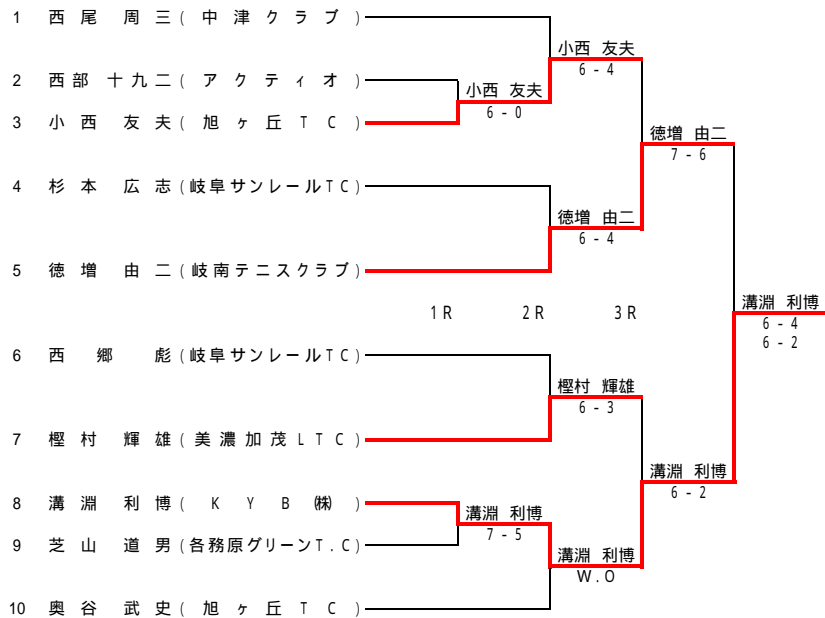 1 西尾 周三(中津クラブ)
小西 友夫
6-4
2 西部 十九二(アクティオ)
小西 友夫
6-0
3 小西 友夫(旭ヶ丘TC)
徳増 由二
7-6
4 杉本 広志(岐阜サンレールTC)
徳増 由二
6-4
5 徳増 由二(岐南テニスクラブ)
1R 2R 3R
溝淵 利博
6-4
6-2
6 西郷 彪(岐阜サンレールTC)
樫村 輝雄
6-3
7 樫村 輝雄(美濃加茂LTC)
溝淵 利博
6-2
8 溝淵 利博(KYB㈱)
溝淵 利博
7-5
9 芝山 道男(各務原グリーンT.C)
溝淵 利博
W.O
10 奥谷 武史(旭ヶ丘TC)